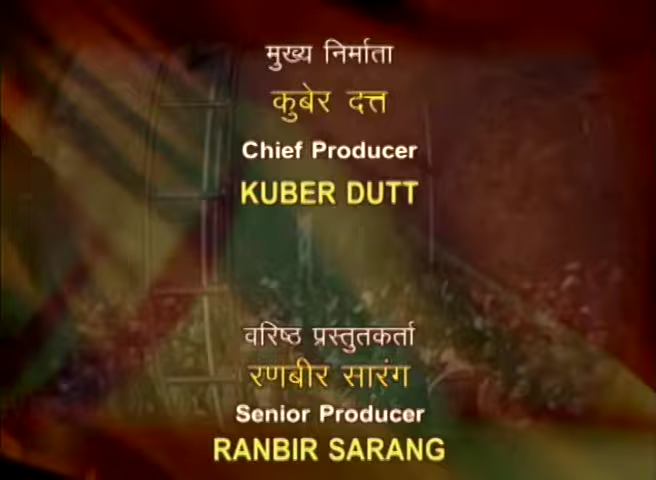 मुख्य निर्माता
कुबेर दत्त
Chief Producer
KUBER DUTT
वरिष्ठ प्रस्तुतकर्ता
रणबीर सारंग
Senior Producer
RANBIR SARANG